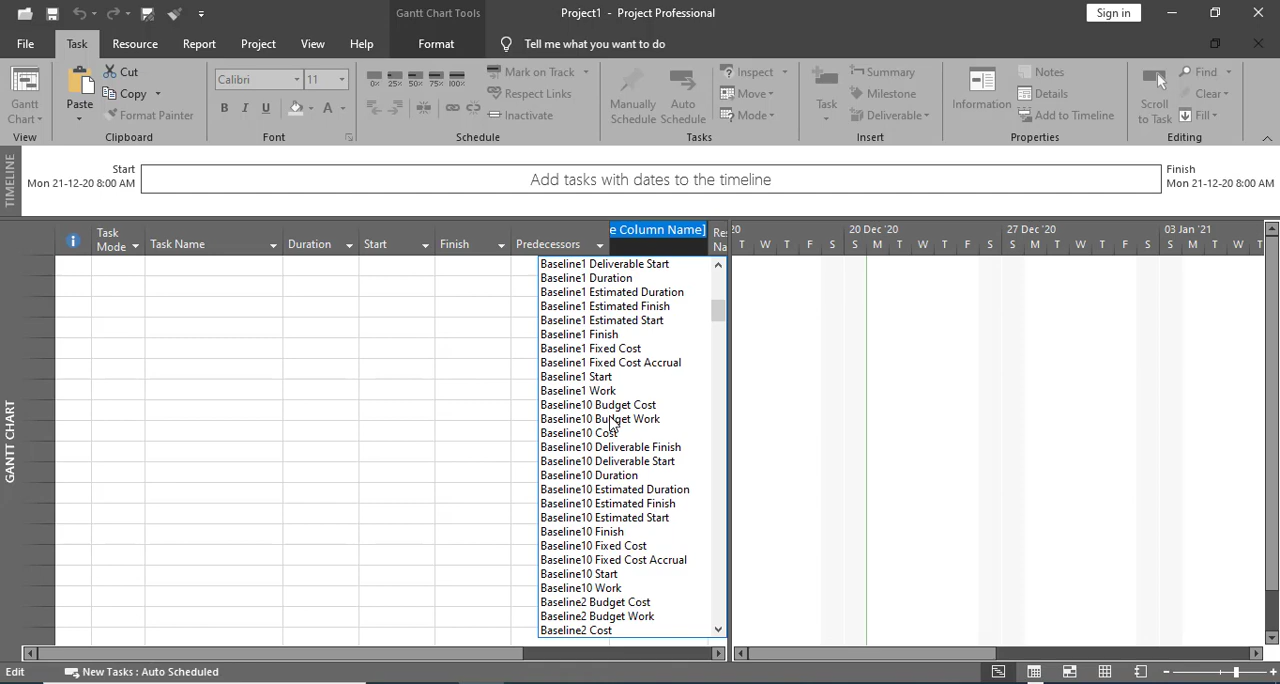 Gantt Chart Tools
Project1 - Project Professional
Sign in
File Task Resource Report Project View Help Format Tell me what you want to do
Gantt
Chart
View
Paste
Cut
Copy
Format Painter
Clipboard
Calibri 11
B I U A
Font
0% 25% 50% 75% 100%
Mark on Track
Respect Links
Inactivate
Schedule
Manually
Schedule
Auto
Schedule
Inspect
Move
Mode
Tasks
Task
Summary
Milestone
Deliverable
Insert
Information
Notes
Details
Add to Timeline
Properties
Scroll
to Task
Find
Clear
Fill
Editing
TIMELINE
Start
Mon 21-12-20 8:00 AM
Add tasks with dates to the timeline
Finish
Mon 21-12-20 8:00 AM
Task
Mode
Task Name
Duration
Start
Finish
Predecessors
e Column Name]
Res
Na
'20 20 Dec '20 27 Dec '20 03 Jan '21
T W T F S S M T W T F S S M T W T F S S M T W T
Baseline1 Deliverable Start
Baseline1 Duration
Baseline1 Estimated Duration
Baseline1 Estimated Finish
Baseline1 Estimated Start
Baseline1 Finish
Baseline1 Fixed Cost
Baseline1 Fixed Cost Accrual
Baseline1 Start
Baseline1 Work
Baseline10 Budget Cost
Baseline10 Budget Work
Baseline10 Cost
Baseline10 Deliverable Finish
Baseline10 Deliverable Start
Baseline10 Duration
Baseline10 Estimated Duration
Baseline10 Estimated Finish
Baseline10 Estimated Start
Baseline10 Finish
Baseline10 Fixed Cost
Baseline10 Fixed Cost Accrual
Baseline10 Start
Baseline10 Work
Baseline2 Budget Cost
Baseline2 Budget Work
Baseline2 Cost
GANTT CHART
Edit
New Tasks : Auto Scheduled